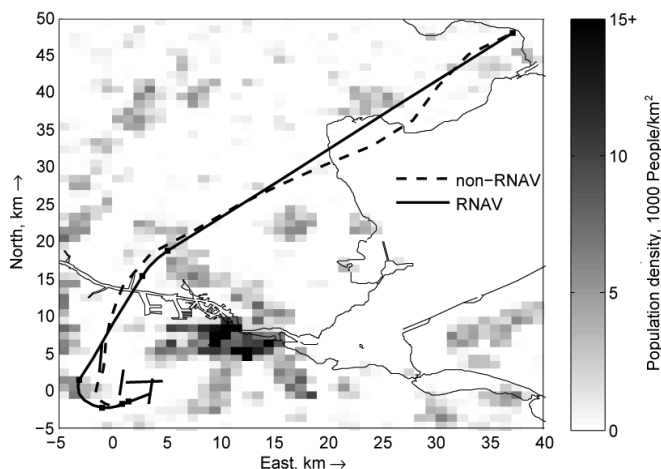 50
45
40
35
30
25
20
15
10
5
0
−5
North, km →
−5 0 5 10 15 20 25 30 35 40
East. km →
non−RNAV
RNAV
15+
10
5
0
Population density, 1000 People/km²